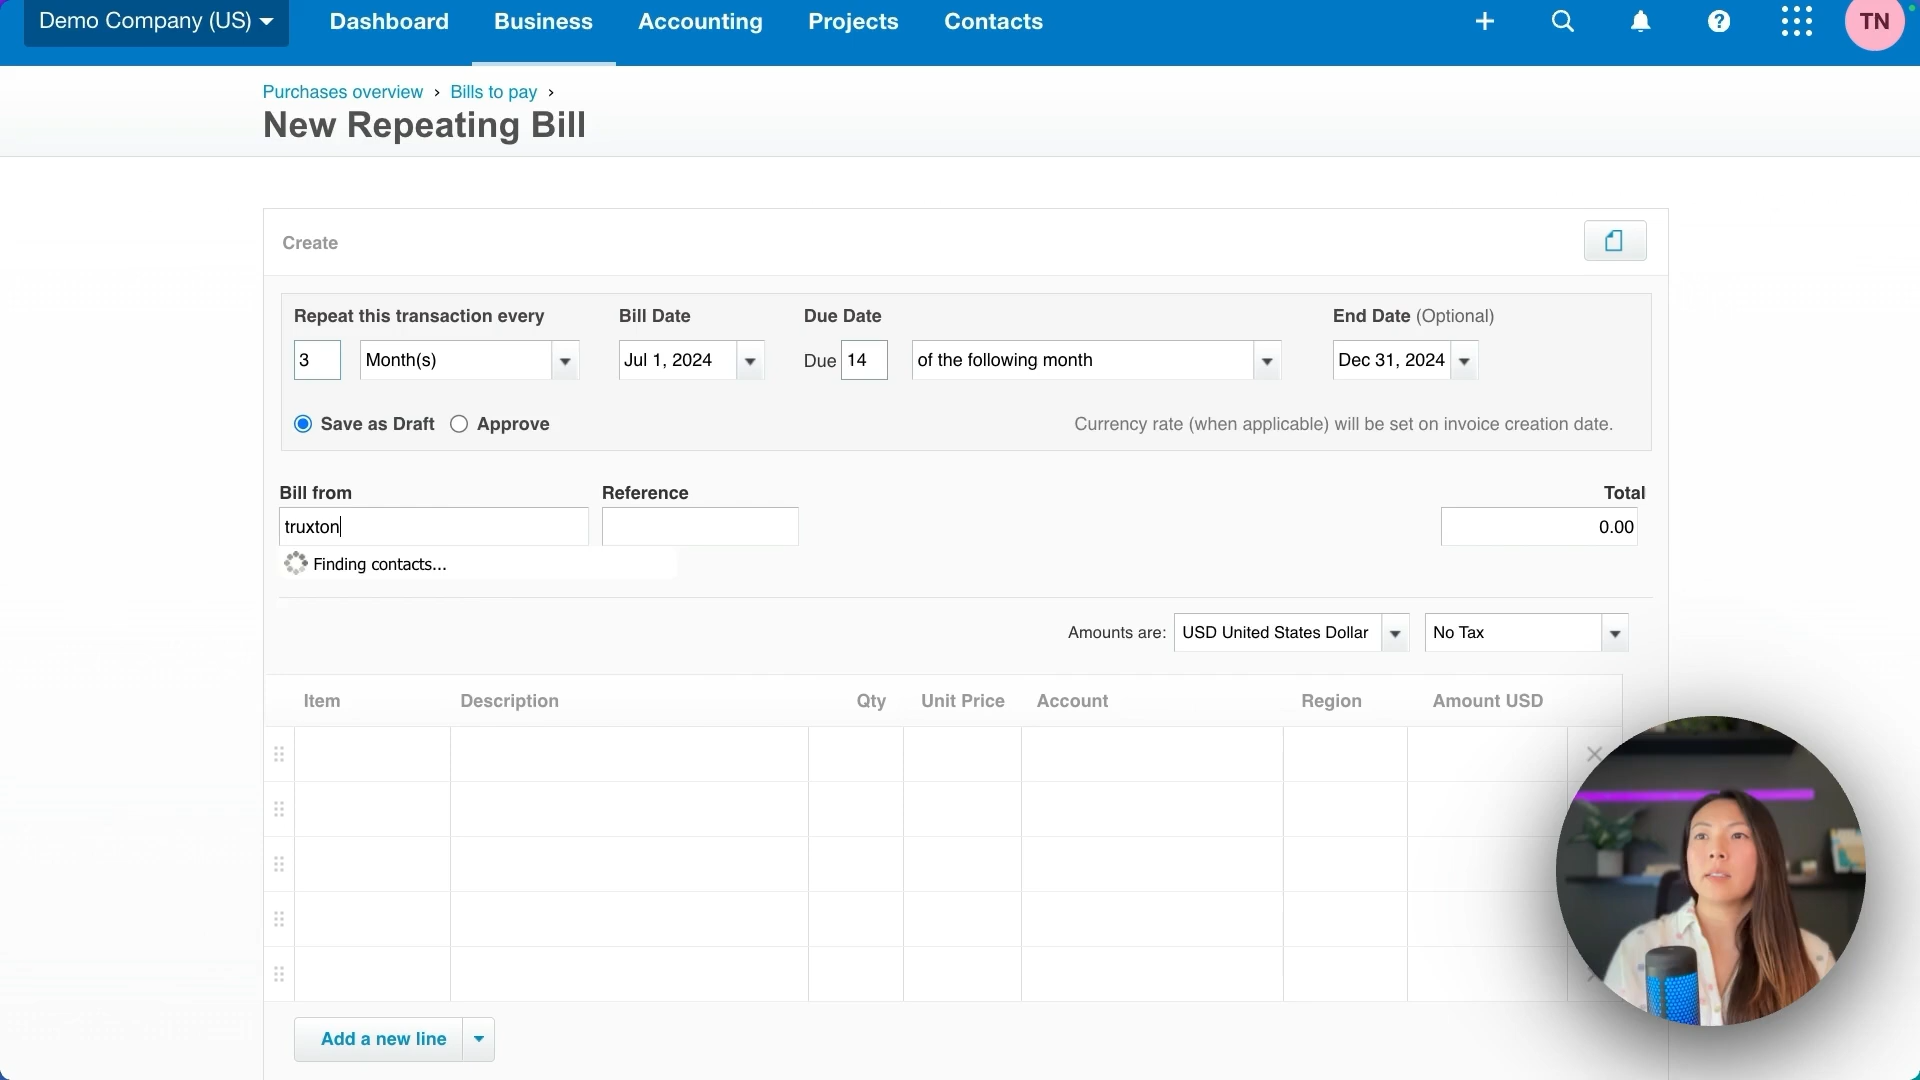 Demo Company (US)
Dashboard
Business
Accounting
Projects
Contacts
TN
Purchases overview › Bills to pay ›
New Repeating Bill
Create
Repeat this transaction every
Bill Date
Due Date
End Date (Optional)
3
Month(s)
Jul 1, 2024
Due 14
of the following month
Dec 31, 2024
Save as Draft
Approve
Currency rate (when applicable) will be set on invoice creation date.
Bill from
Reference
Total
truxton
0.00
Finding contacts...
Amounts are:
USD United States Dollar
No Tax
Item
Description
Qty
Unit Price
Account
Region
Amount USD
Add a new line